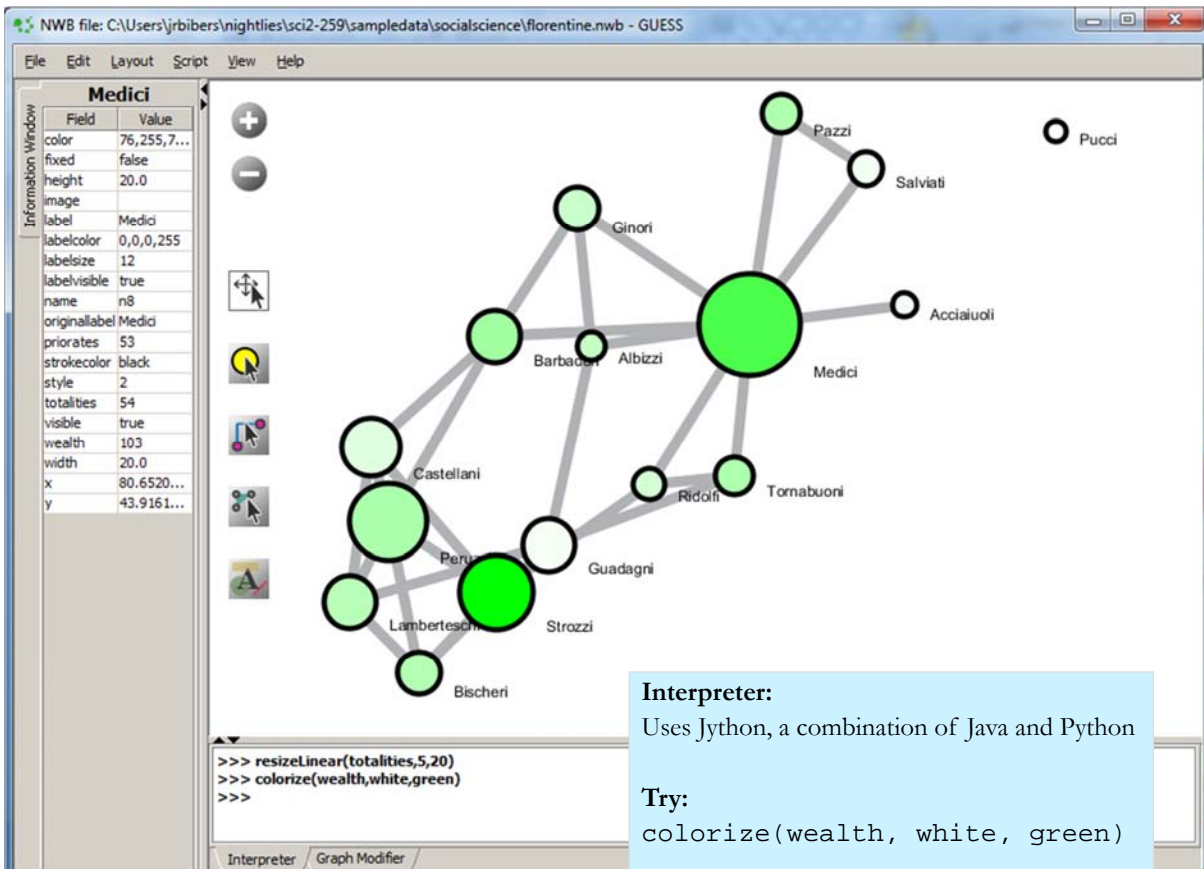 NWB file: C:\Users\jrbibers\nightlies\sci2-259\sampledata\socialscience\florentine.nwb - GUESS
File Edit Layout Script View Help
Information Window
Medici
Field Value
color 76,255,7...
fixed false
height 20.0
image
label Medici
labelcolor 0,0,0,255
labelsize 12
labelvisible true
name n8
originallabel Medici
priorates 53
strokecolor black
style 2
totalities 54
visible true
wealth 103
width 20.0
x 80.6520...
y 43.9161...
Pazzi
Pucci
Salviati
Ginori
Acciaiuoli
Barbadori
Albizzi
Medici
Castellani
Ridolfi
Tornabuoni
Guadagni
Strozzi
Bischeri
A
>>> resizeLinear(totalities,5,20)
>>> colorize(wealth,white,green)
>>>
Interpreter Graph Modifier
Interpreter:
Uses Jython, a combination of Java and Python
Try:
colorize(wealth, white, green)